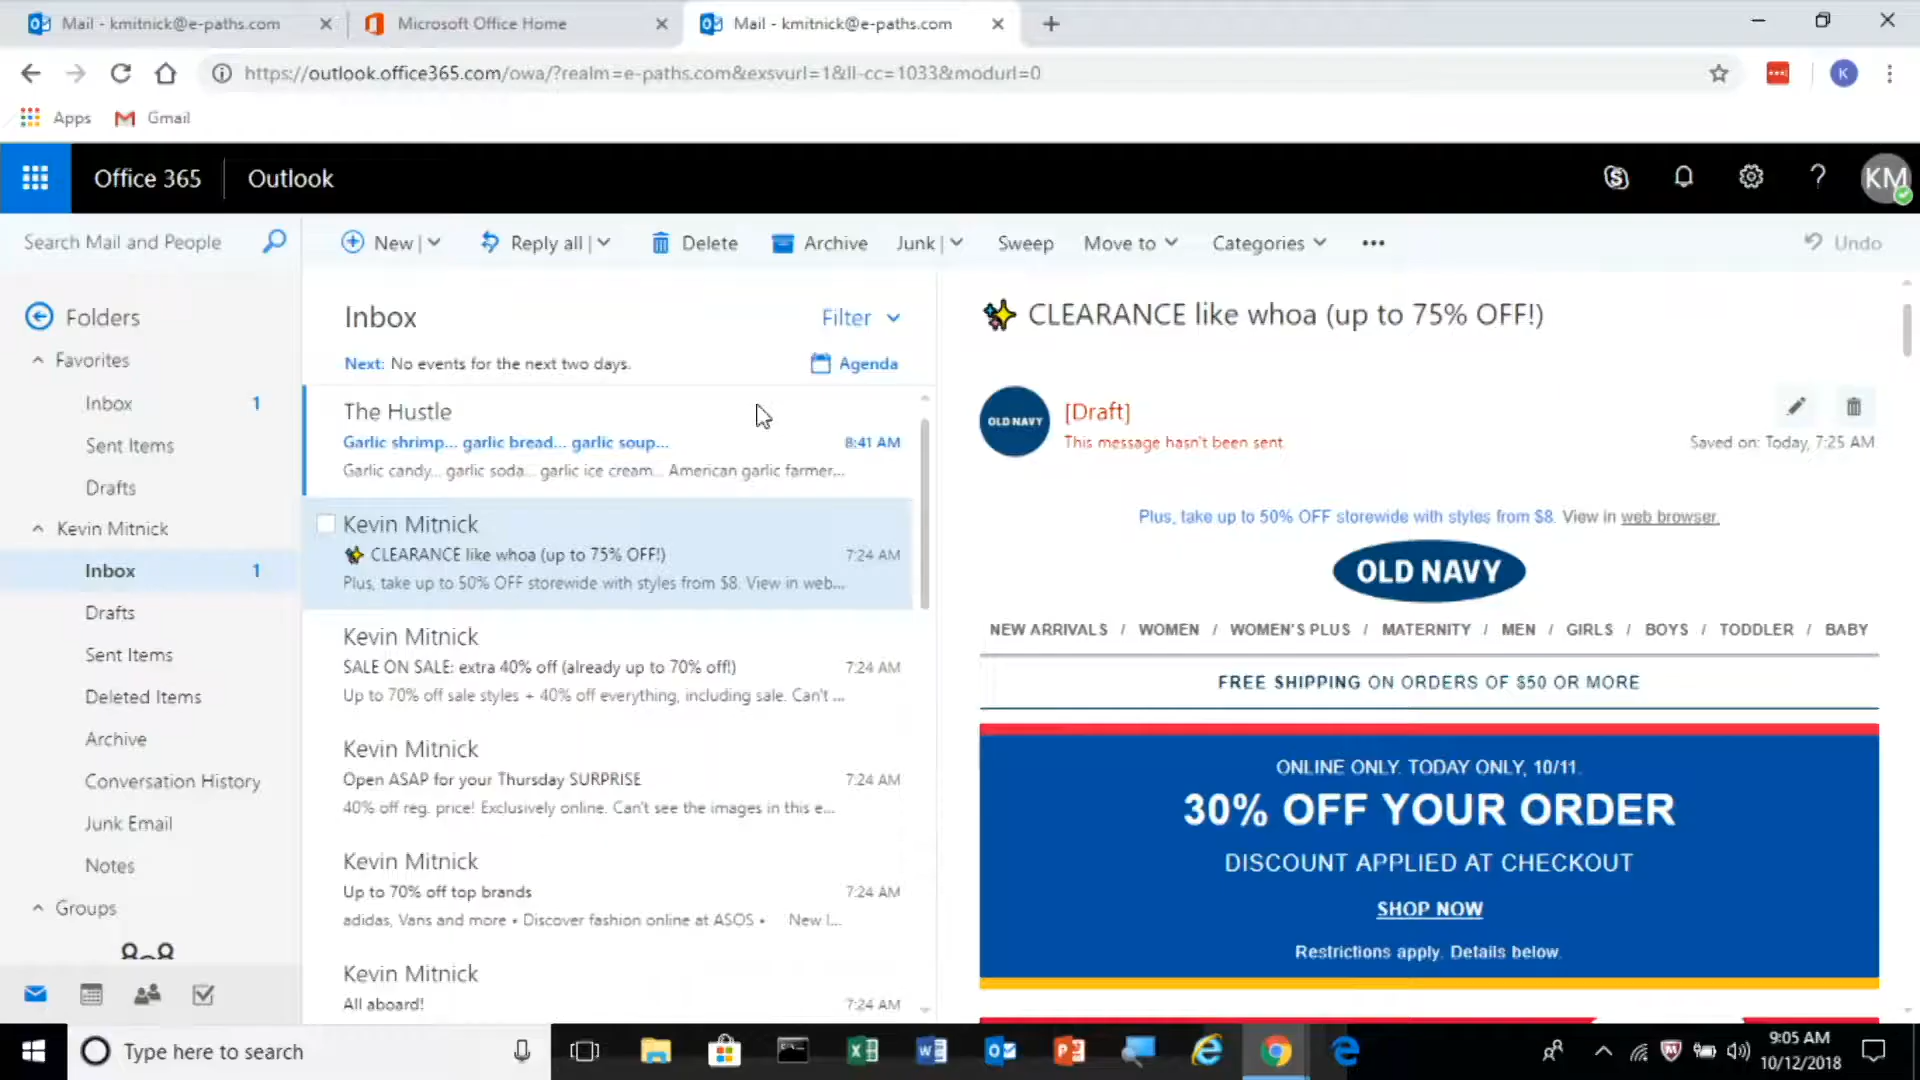 Mail - kmitnick@e-paths.com
Microsoft Office Home
Mail - kmitnick@e-paths.com
https://outlook.office365.com/owa/?realm=e-paths.com&exsvurl=1&ll-cc=1033&modurl=0
K
Apps
Gmail
Office 365
Outlook
KM
Search Mail and People
New
Reply all
Delete
Archive
Junk
Sweep
Move to
Categories
Undo
Folders
Favorites
Inbox 1
Sent Items
Drafts
Kevin Mitnick
Inbox 1
Drafts
Sent Items
Deleted Items
Archive
Conversation History
Junk Email
Notes
Groups
Inbox
Filter
Next: No events for the next two days.
Agenda
The Hustle
Garlic shrimp... garlic bread... garlic soup... 8:41 AM
Garlic candy... garlic soda... garlic ice cream... American garlic farmer...
Kevin Mitnick
✨ CLEARANCE like whoa (up to 75% OFF!) 7:24 AM
Plus, take up to 50% OFF storewide with styles from $8. View in web...
Kevin Mitnick
SALE ON SALE: extra 40% off (already up to 70% off!) 7:24 AM
Up to 70% off sale styles + 40% off everything, including sale. Can't ...
Kevin Mitnick
Open ASAP for your Thursday SURPRISE 7:24 AM
40% off reg. price! Exclusively online. Can't see the images in this e...
Kevin Mitnick
Up to 70% off top brands 7:24 AM
adidas, Vans and more • Discover fashion online at ASOS • New I...
Kevin Mitnick
All aboard! 7:24 AM
✨ CLEARANCE like whoa (up to 75% OFF!)
OLD NAVY
[Draft]
This message hasn't been sent.
Saved on: Today, 7:25 AM
Plus, take up to 50% OFF storewide with styles from $8. View in web browser.
OLD NAVY
NEW ARRIVALS / WOMEN / WOMEN'S PLUS / MATERNITY / MEN / GIRLS / BOYS / TODDLER / BABY
FREE SHIPPING ON ORDERS OF $50 OR MORE
ONLINE ONLY. TODAY ONLY, 10/11.
30% OFF YOUR ORDER
DISCOUNT APPLIED AT CHECKOUT
SHOP NOW
Restrictions apply. Details below.
Type here to search
9:05 AM
10/12/2018